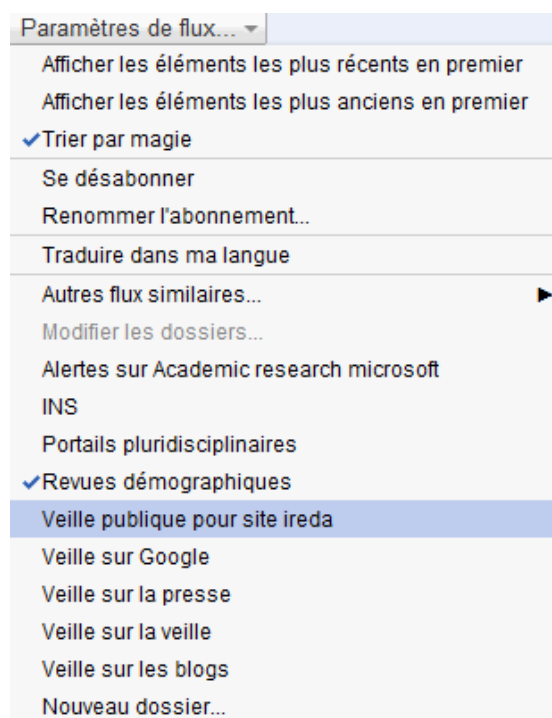 Paramètres de flux...
Afficher les éléments les plus récents en premier
Afficher les éléments les plus anciens en premier
Trier par magie
Se désabonner
Renommer l'abonnement...
Traduire dans ma langue
Autres flux similaires...
Modifier les dossiers...
Alertes sur Academic research microsoft
INS
Portails pluridisciplinaires
Revues démographiques
Veille publique pour site ireda
Veille sur Google
Veille sur la presse
Veille sur la veille
Veille sur les blogs
Nouveau dossier...